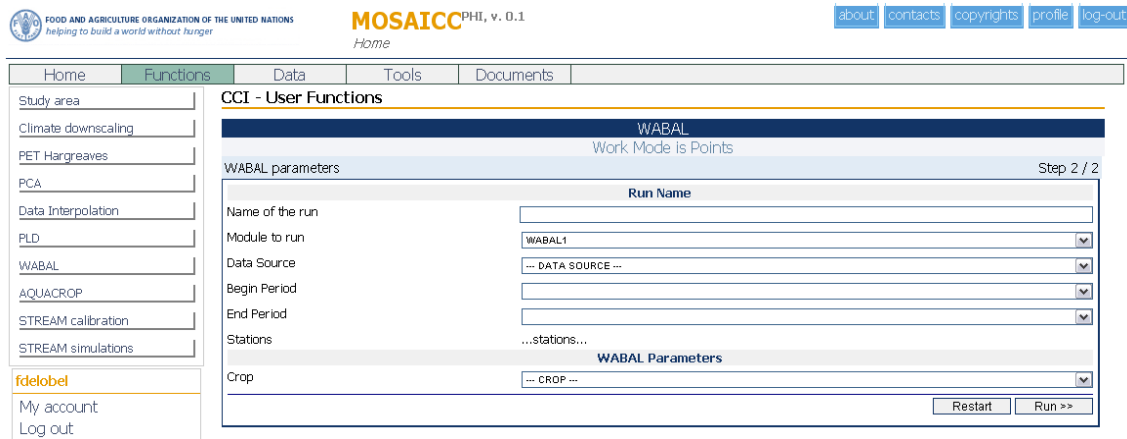 FOOD AND AGRICULTURE ORGANIZATION OF THE UNITED NATIONS
helping to build a world without hunger
MOSAICC PHI, v. 0.1
Home
about contacts copyrights profile log-out
Home Functions Data Tools Documents
Study area
Climate downscaling
PET Hargreaves
PCA
Data Interpolation
PLD
WABAL
AQUACROP
STREAM calibration
STREAM simulations
fdelobel
My account
Log out
CCI - User Functions
WABAL
Work Mode is Points
WABAL parameters Step 2 / 2
Run Name
Name of the run
Module to run WABAL1
Data Source --- DATA SOURCE ---
Begin Period
End Period
Stations ...stations...
WABAL Parameters
Crop --- CROP ---
Restart Run >>